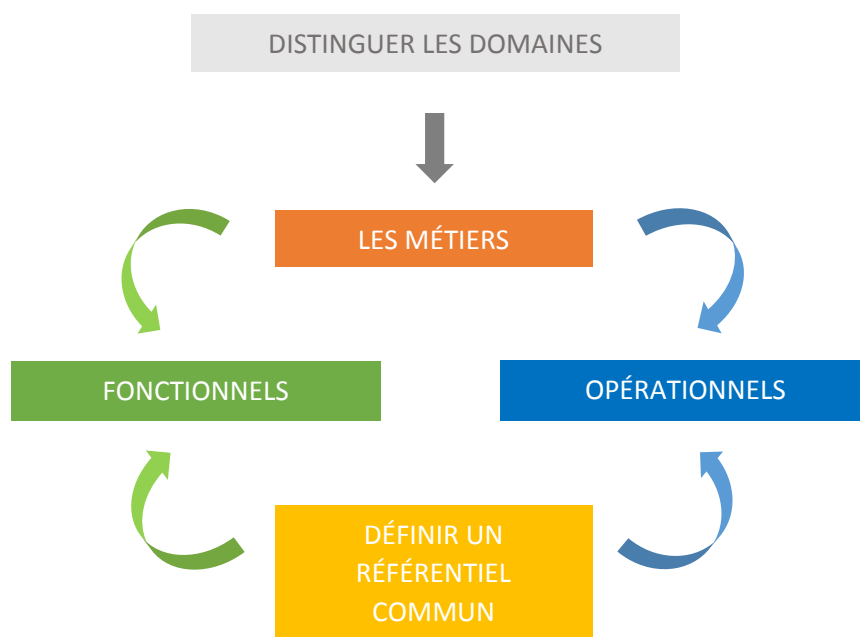 DISTINGUER LES DOMAINES
LES MÉTIERS
FONCTIONNELS
OPÉRATIONNELS
DÉFINIR UN
RÉFÉRENTIEL
COMMUN